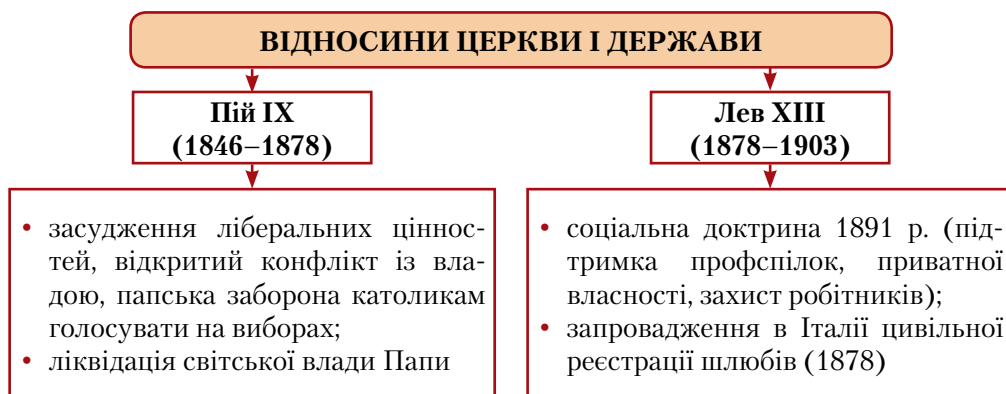 ВІДНОСИНИ ЦЕРКВИ І ДЕРЖАВИ
Пій IX
(1846–1878)
• засудження ліберальних ціннос-
тей, відкритий конфлікт із вла-
дою, папська заборона католикам
голосувати на виборах;
• ліквідація світської влади Папи
Лев XIII
(1878–1903)
• соціальна доктрина 1891 р. (під-
тримка профспілок, приватної
власності, захист робітників);
• запровадження в Італії цивільної
реєстрації шлюбів (1878)